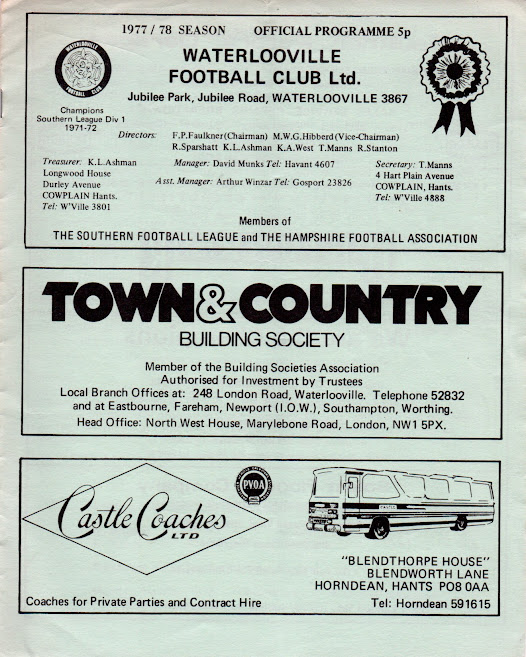 1977 / 78 SEASON OFFICIAL PROGRAMME 5p
WATERLOOVILLE
FOOTBALL CLUB Ltd.
Jubilee Park, Jubilee Road, WATERLOOVILLE 3867
WATERLOOVILLE
FOOTBALL CLUB
Champions
Southern League Div 1
1971-72
Directors: F.P.Faulkner(Chairman) M.W.G.Hibberd (Vice-Chairman)
R.Sparshatt K.L.Ashman K.A.West T.Manns R.Stanton
Treasurer: K.L.Ashman
Longwood House
Durley Avenue
COWPLAIN Hants.
Tel: W'Ville 3801
Manager: David Munks Tel: Havant 4607
Asst. Manager: Arthur Winzar Tel: Gosport 23826
Secretary: T.Manns
4 Hart Plain Avenue
COWPLAIN, Hants.
Tel: W'Ville 4888
Members of
THE SOUTHERN FOOTBALL LEAGUE and THE HAMPSHIRE FOOTBALL ASSOCIATION
TOWN & COUNTRY
BUILDING SOCIETY
Member of the Building Societies Association
Authorised for Investment by Trustees
Local Branch Offices at: 248 London Road, Waterlooville. Telephone 52832
and at Eastbourne, Fareham, Newport (I.O.W.), Southampton, Worthing.
Head Office: North West House, Marylebone Road, London, NW1 5PX.
Castle Coaches
LTD
PVOA
CASTLE
"BLENDTHORPE HOUSE"
BLENDWORTH LANE
HORNDEAN, HANTS PO8 0AA
Coaches for Private Parties and Contract Hire
Tel: Horndean 591615